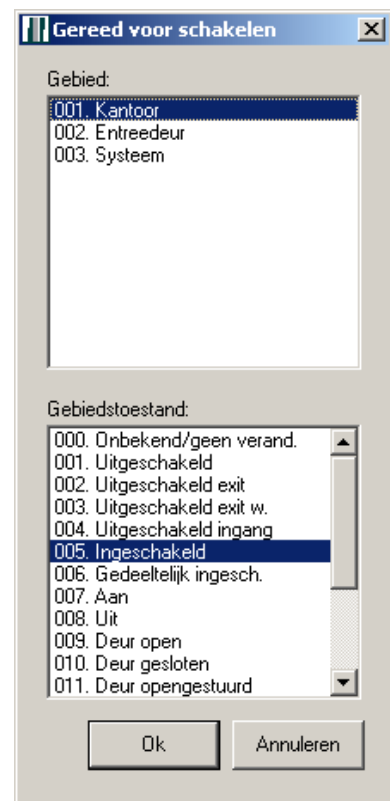 Gereed voor schakelen
Gebied:
001. Kantoor
002. Entreedeur
003. Systeem
Gebiedstoestand:
000. Onbekend/geen verand.
001. Uitgeschakeld
002. Uitgeschakeld exit
003. Uitgeschakeld exit w.
004. Uitgeschakeld ingang
005. Ingeschakeld
006. Gedeeltelijk ingesch.
007. Aan
008. Uit
009. Deur open
010. Deur gesloten
011. Deur opengestuurd
Ok
Annuleren